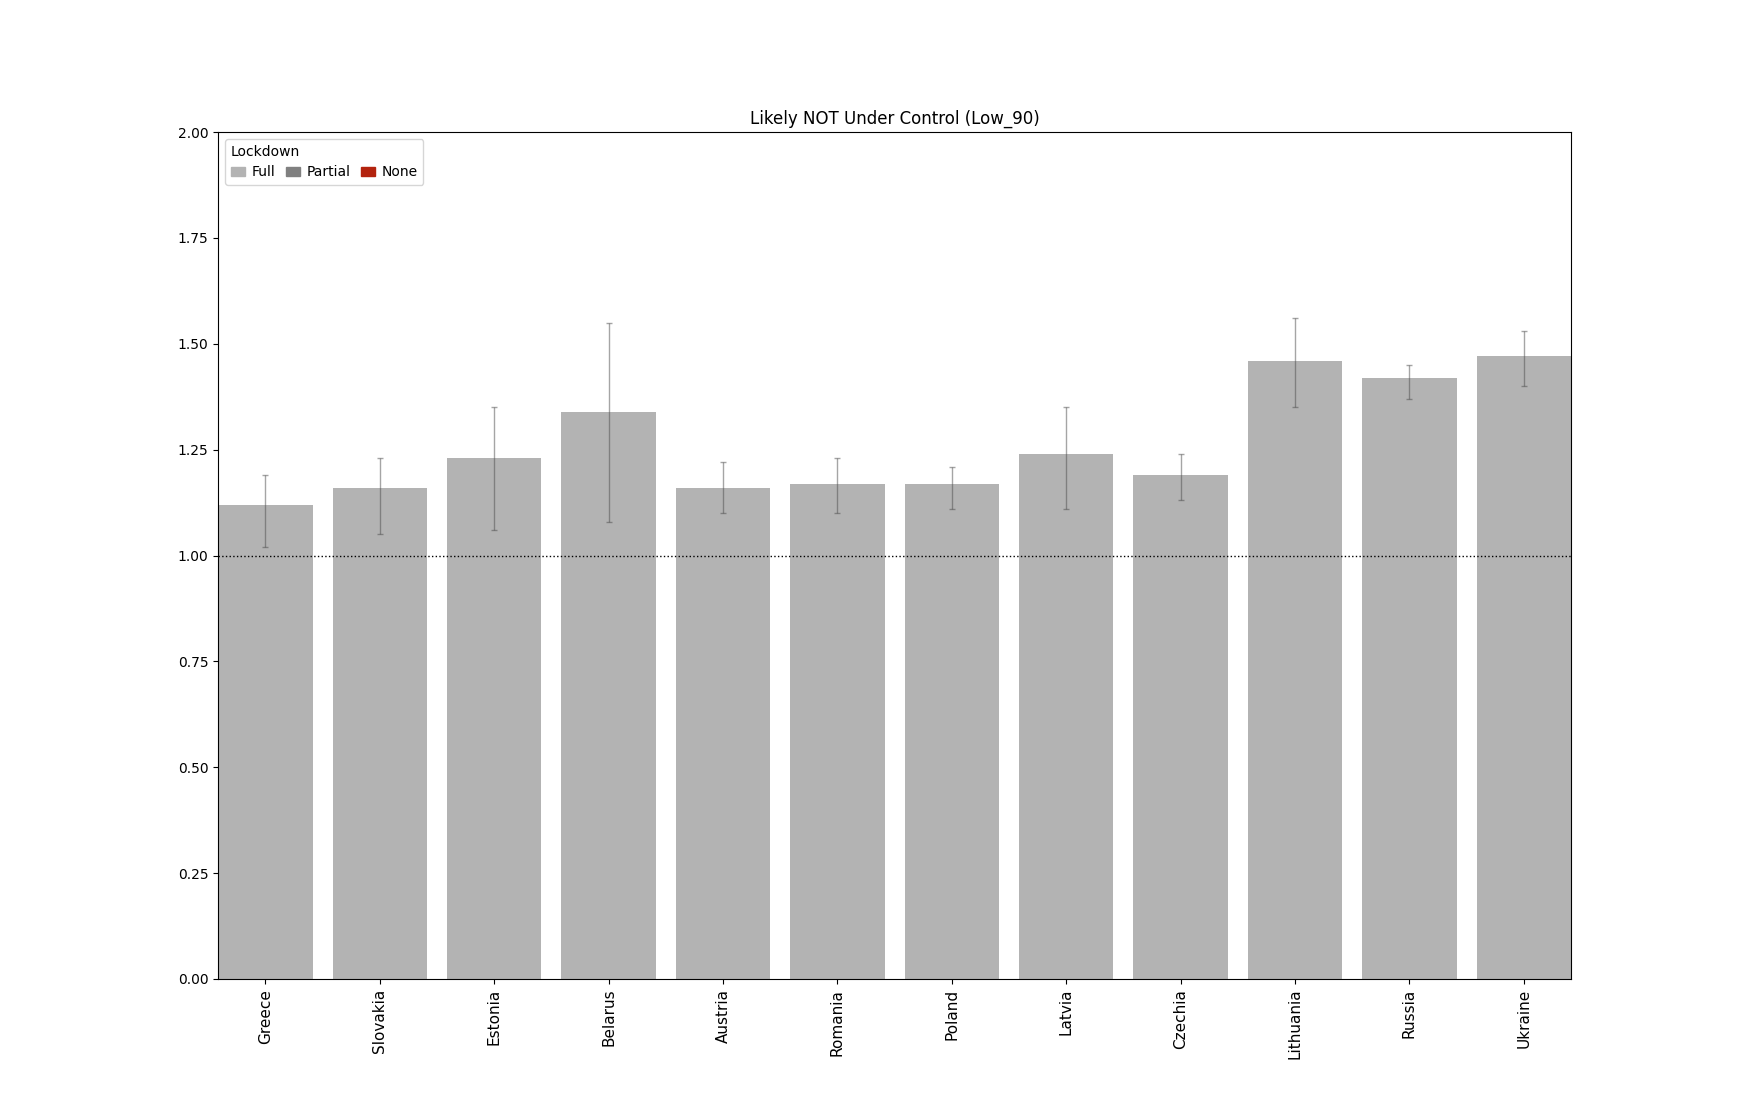 Likely NOT Under Control (Low_90)
Lockdown
Full Partial None
2.00
1.75
1.50
1.25
1.00
0.75
0.50
0.25
0.00
Greece
Slovakia
Estonia
Belarus
Austria
Romania
Poland
Latvia
Czechia
Lithuania
Russia
Ukraine